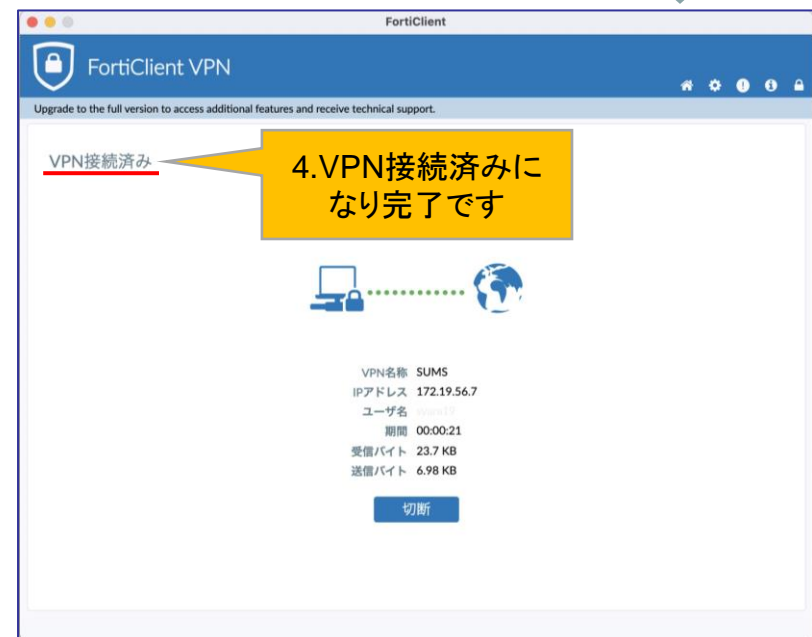 FortiClient
FortiClient VPN
Upgrade to the full version to access additional features and receive technical support.
VPN接続済み
4.VPN接続済みに
なり完了です
VPN名称 SUMS
IPアドレス 172.19.56.7
ユーザ名
期間 00:00:21
受信バイト 23.7 KB
送信バイト 6.98 KB
切断